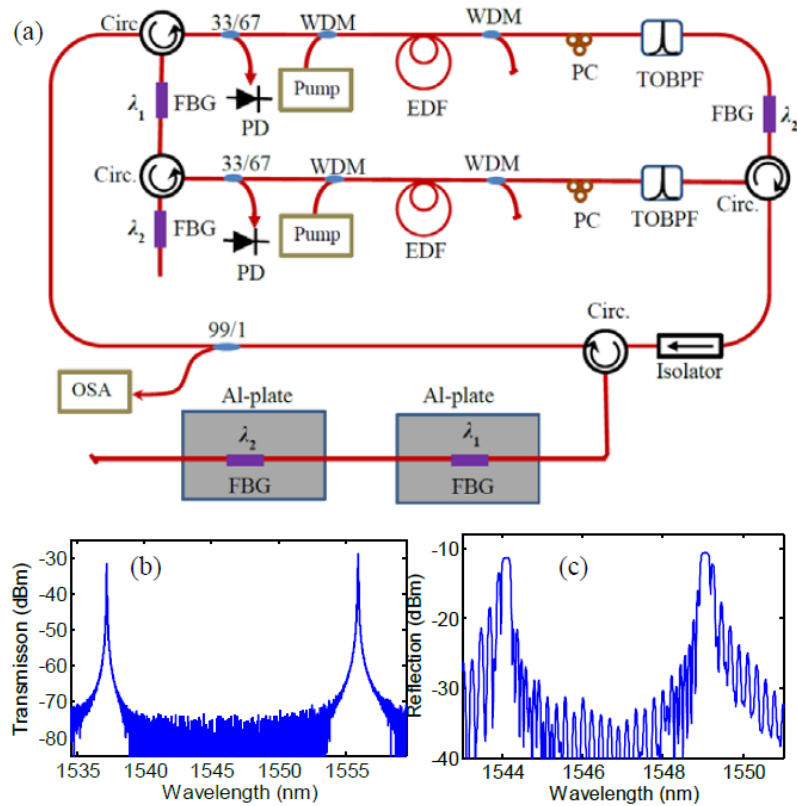 (a)
Circ.
33/67
WDM
WDM
PC
TOBPF
λ1
FBG
PD
Pump
EDF
FBG
λ2
Circ.
33/67
WDM
WDM
λ2
FBG
PD
Pump
EDF
PC
TOBPF
Circ.
99/1
Circ.
Isolator
OSA
Al-plate
Al-plate
λ2
λ1
FBG
FBG
(b)
Transmisson (dBm)
-30
-40
-50
-60
-70
-80
1535
1540
1545
1550
1555
Wavelength (nm)
(c)
Reflection (dBm)
-10
-20
-30
-40
1544
1546
1548
1550
Wavelength (nm)